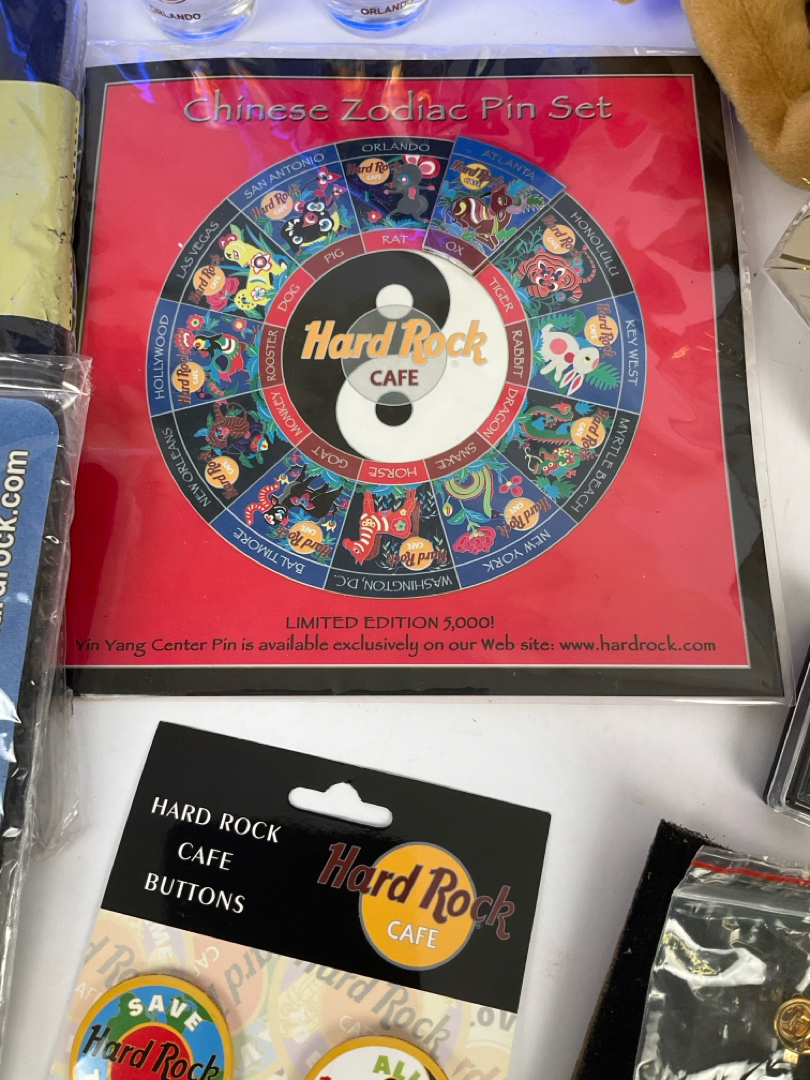 ORLANDO
ORLANDO
Chinese Zodiac Pin Set
ORLANDO
ATLANTA
HONOLULU
KEY WEST
MYRTLE BEACH
NEW YORK
WASHINGTON, D.C.
BALTIMORE
NEW ORLEANS
HOLLYWOOD
LAS VEGAS
SAN ANTONIO
RAT
OX
TIGER
RABBIT
DRAGON
SNAKE
HORSE
GOAT
MONKEY
ROOSTER
DOG
PIG
Hard Rock
CAFE
LIMITED EDITION 5,000!
Yin Yang Center Pin is available exclusively on our Web site: www.hardrock.com
ardrock.com
HARD ROCK
CAFE
BUTTONS
Hard Rock
CAFE
SAVE
Hard Rock
ALL